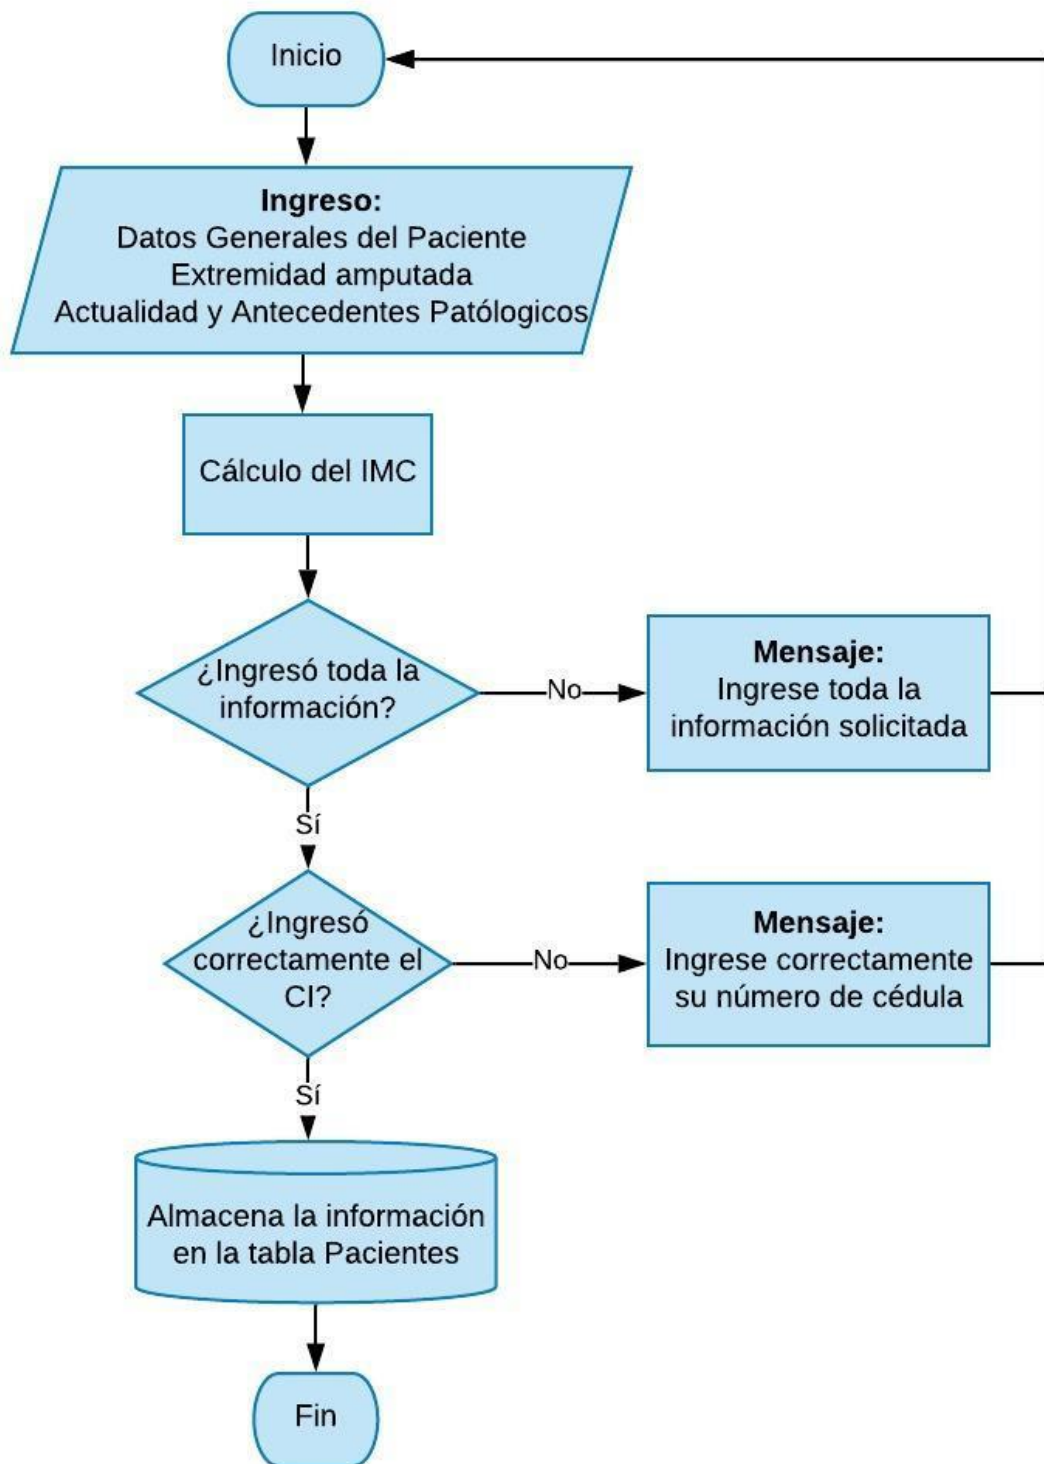 Inicio
Ingreso:
Datos Generales del Paciente
Extremidad amputada
Actualidad y Antecedentes Patólogicos
Cálculo del IMC
¿Ingresó toda la
información?
No
Mensaje:
Ingrese toda la
información solicitada
Sí
¿Ingresó
correctamente el
CI?
No
Mensaje:
Ingrese correctamente
su número de cédula
Sí
Almacena la información
en la tabla Pacientes
Fin